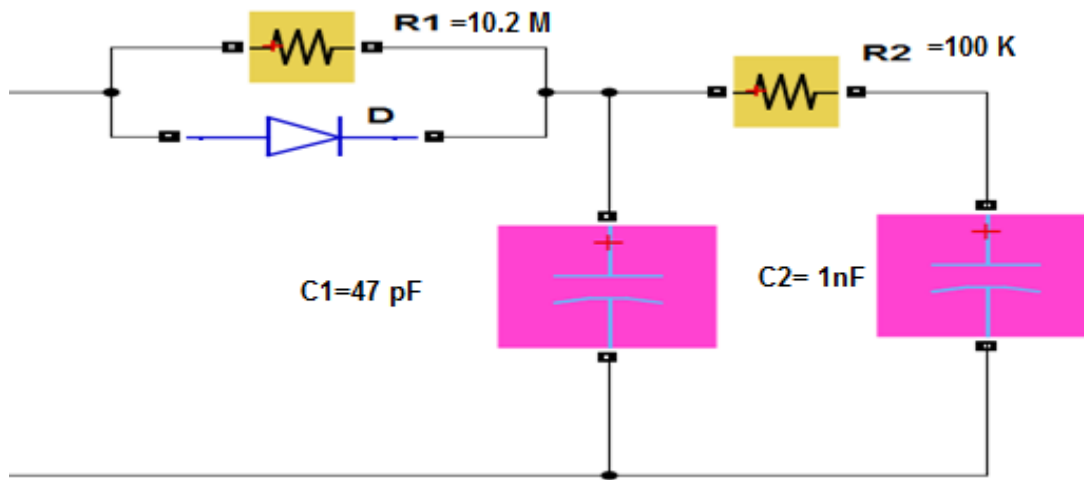 R1 =10.2 M
R2 =100 K
D
C1=47 pF
C2= 1nF